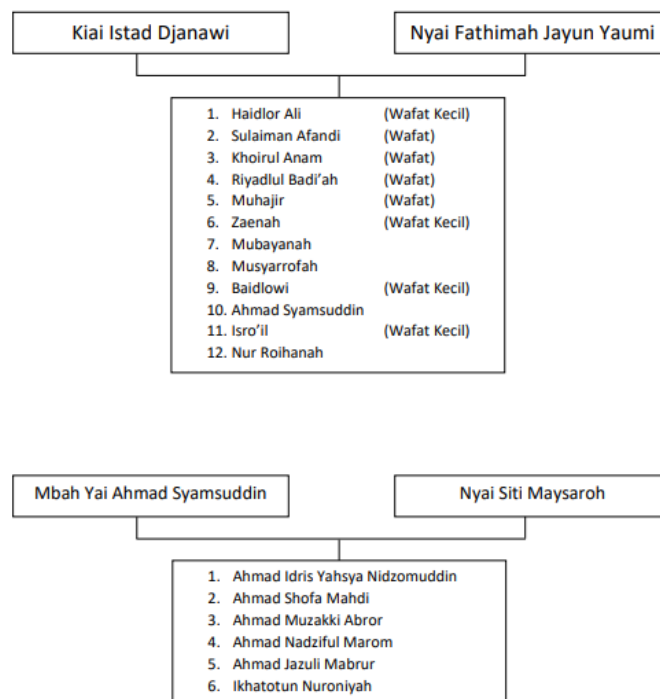 Kiai Istad Djanawi
Nyai Fathimah Jayun Yaumi
1. Haidlor Ali (Wafat Kecil)
2. Sulaiman Afandi (Wafat)
3. Khoirul Anam (Wafat)
4. Riyadlul Badi'ah (Wafat)
5. Muhajir (Wafat)
6. Zaenah (Wafat Kecil)
7. Mubayanah
8. Musyarrofah
9. Baidlowi (Wafat Kecil)
10. Ahmad Syamsuddin
11. Isro'il (Wafat Kecil)
12. Nur Roihanah
Mbah Yai Ahmad Syamsuddin
Nyai Siti Maysaroh
1. Ahmad Idris Yahsya Nidzomuddin
2. Ahmad Shofa Mahdi
3. Ahmad Muzakki Abror
4. Ahmad Nadziful Marom
5. Ahmad Jazuli Mabrur
6. Ikhatotun Nuroniyah